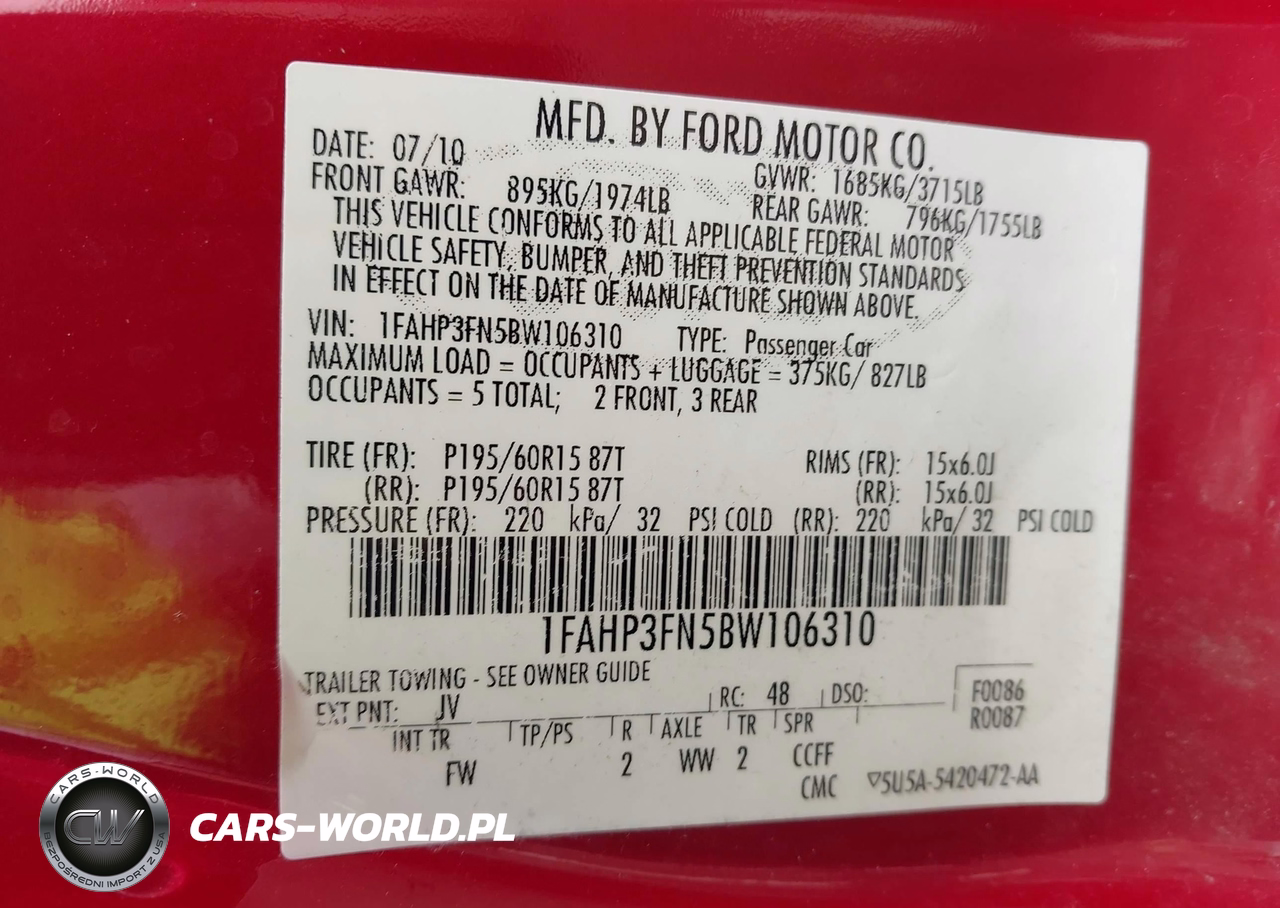 MFD. BY FORD MOTOR CO.
DATE: 07/10 GVWR: 1685KG/3715LB
FRONT GAWR: 895KG/1974LB REAR GAWR: 796KG/1755LB
THIS VEHICLE CONFORMS TO ALL APPLICABLE FEDERAL MOTOR
VEHICLE SAFETY, BUMPER, AND THEFT PREVENTION STANDARDS
IN EFFECT ON THE DATE OF MANUFACTURE SHOWN ABOVE.
VIN: 1FAHP3FN5BW106310 TYPE: Passenger Car
MAXIMUM LOAD = OCCUPANTS + LUGGAGE = 375KG/ 827LB
OCCUPANTS = 5 TOTAL; 2 FRONT, 3 REAR
TIRE (FR): P195/60R15 87T RIMS (FR): 15x6.0J
(RR): P195/60R15 87T (RR): 15x6.0J
PRESSURE (FR): 220 kPa/ 32 PSI COLD (RR): 220 kPa/ 32 PSI COLD
1FAHP3FN5BW106310
TRAILER TOWING - SEE OWNER GUIDE
EXT PNT: JV RC: 48 DSO: F0086
R0087
INT TR TP/PS R AXLE TR SPR
FW 2 WW 2 CCFF
CMC ▽5U5A-5420472-AA
CARS-WORLD
CW
BEZPOŚREDNI IMPORT Z USA
CARS-WORLD.PL